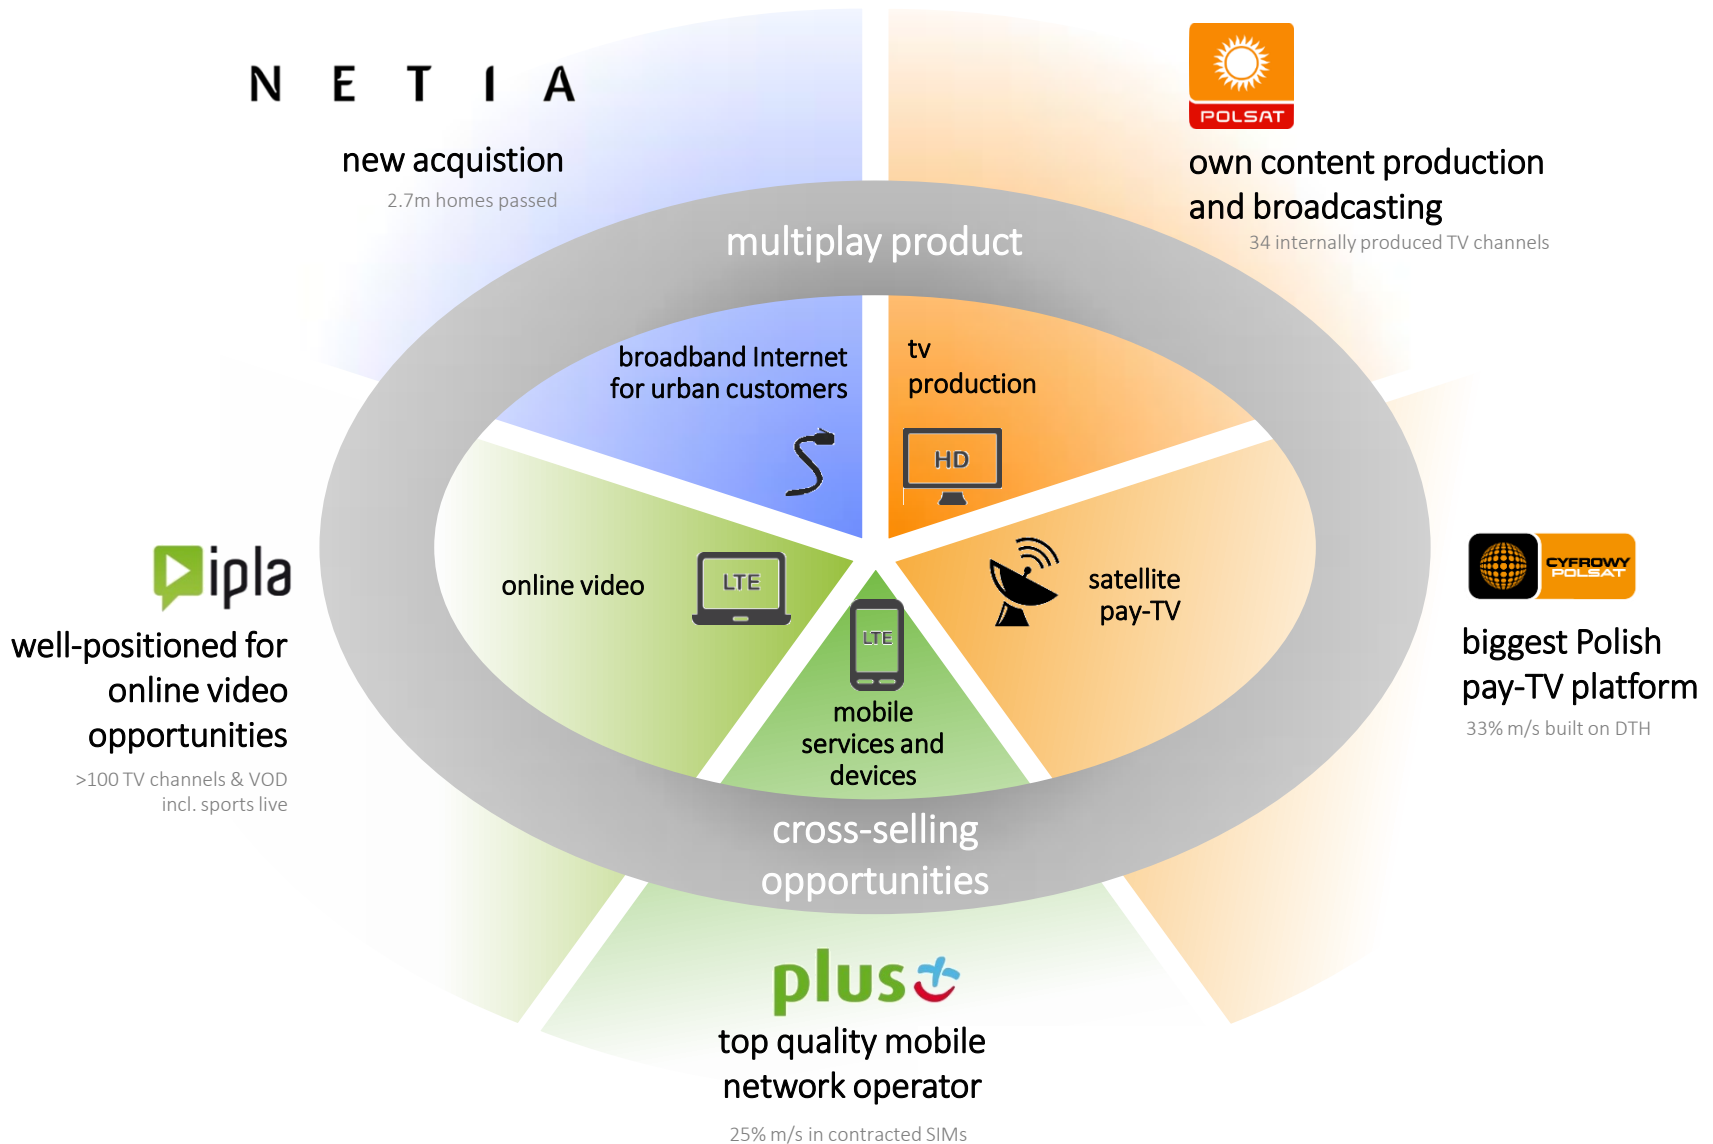 NETIA
new acquistion
2.7m homes passed
POLSAT
own content production
and broadcasting
34 internally produced TV channels
multiplay product
broadband Internet
for urban customers
tv
production
HD
ipla
well-positioned for
online video
opportunities
>100 TV channels & VOD
incl. sports live
online video
LTE
LTE
mobile
services and
devices
satellite
pay-TV
CYFROWY
POLSAT
biggest Polish
pay-TV platform
33% m/s built on DTH
cross-selling
opportunities
plus
top quality mobile
network operator
25% m/s in contracted SIMs